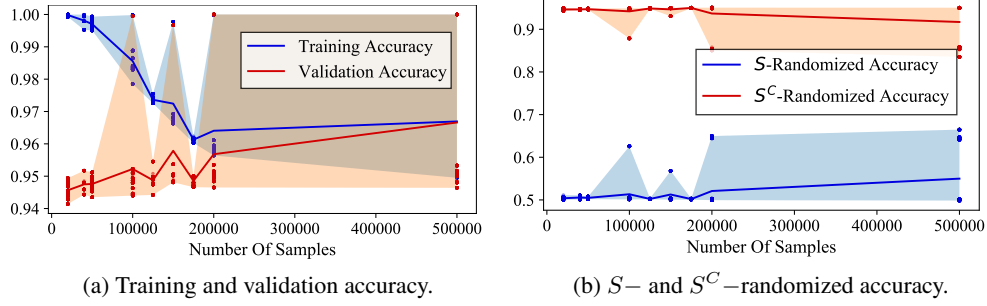 1.00
0.99
0.98
0.97
0.96
0.95
0.94
Training Accuracy
Validation Accuracy
0 100000 200000 300000 400000 500000
Number Of Samples
(a) Training and validation accuracy.
0.9
0.8
0.7
0.6
0.5
S-Randomized Accuracy
S^C-Randomized Accuracy
0 100000 200000 300000 400000 500000
Number Of Samples
(b) S− and S^C−randomized accuracy.